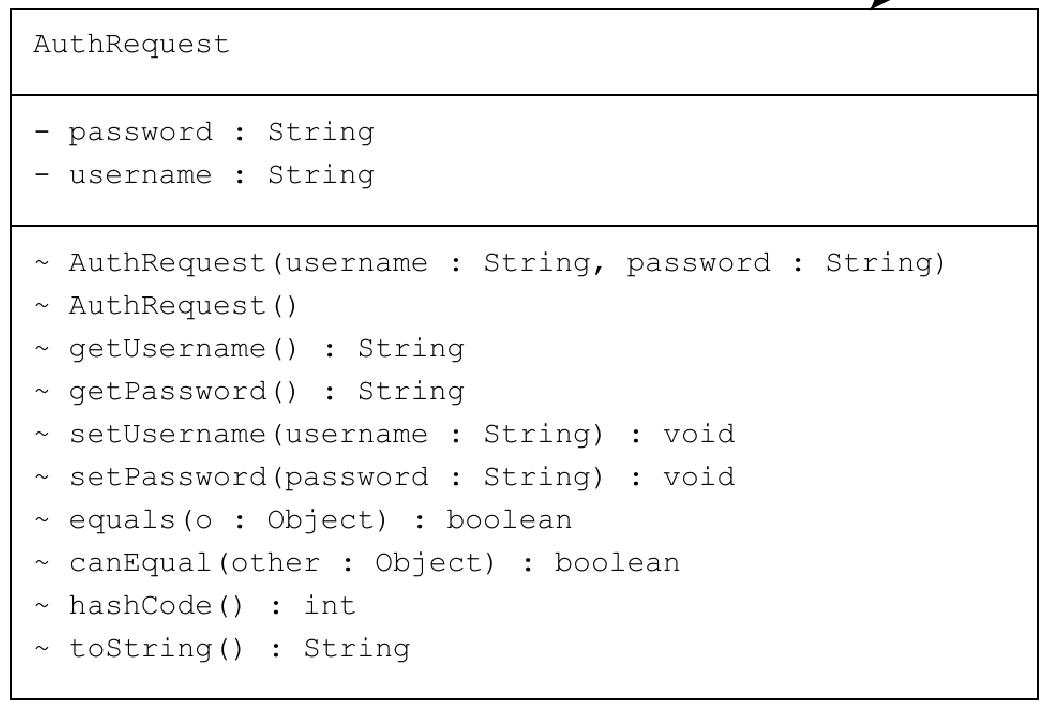 AuthRequest
- password : String
- username : String
~ AuthRequest(username : String, password : String)
~ AuthRequest()
~ getUsername() : String
~ getPassword() : String
~ setUsername(username : String) : void
~ setPassword(password : String) : void
~ equals(o : Object) : boolean
~ canEqual(other : Object) : boolean
~ hashCode() : int
~ toString() : String